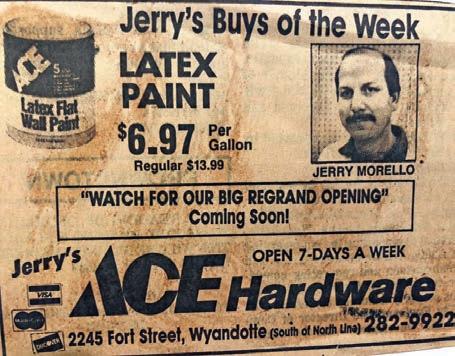 Jerry's Buys of the Week
ACE
Latex Flat
Wall Paint
LATEX
PAINT
$6.97 Per
Gallon
Regular $13.99
JERRY MORELLO
"WATCH FOR OUR BIG REGRAND OPENING"
Coming Soon!
Jerry's
OPEN 7-DAYS A WEEK
ACE Hardware
VISA
MasterCard
DISCOVER
2245 Fort Street, Wyandotte (South of North Line) 282-9922